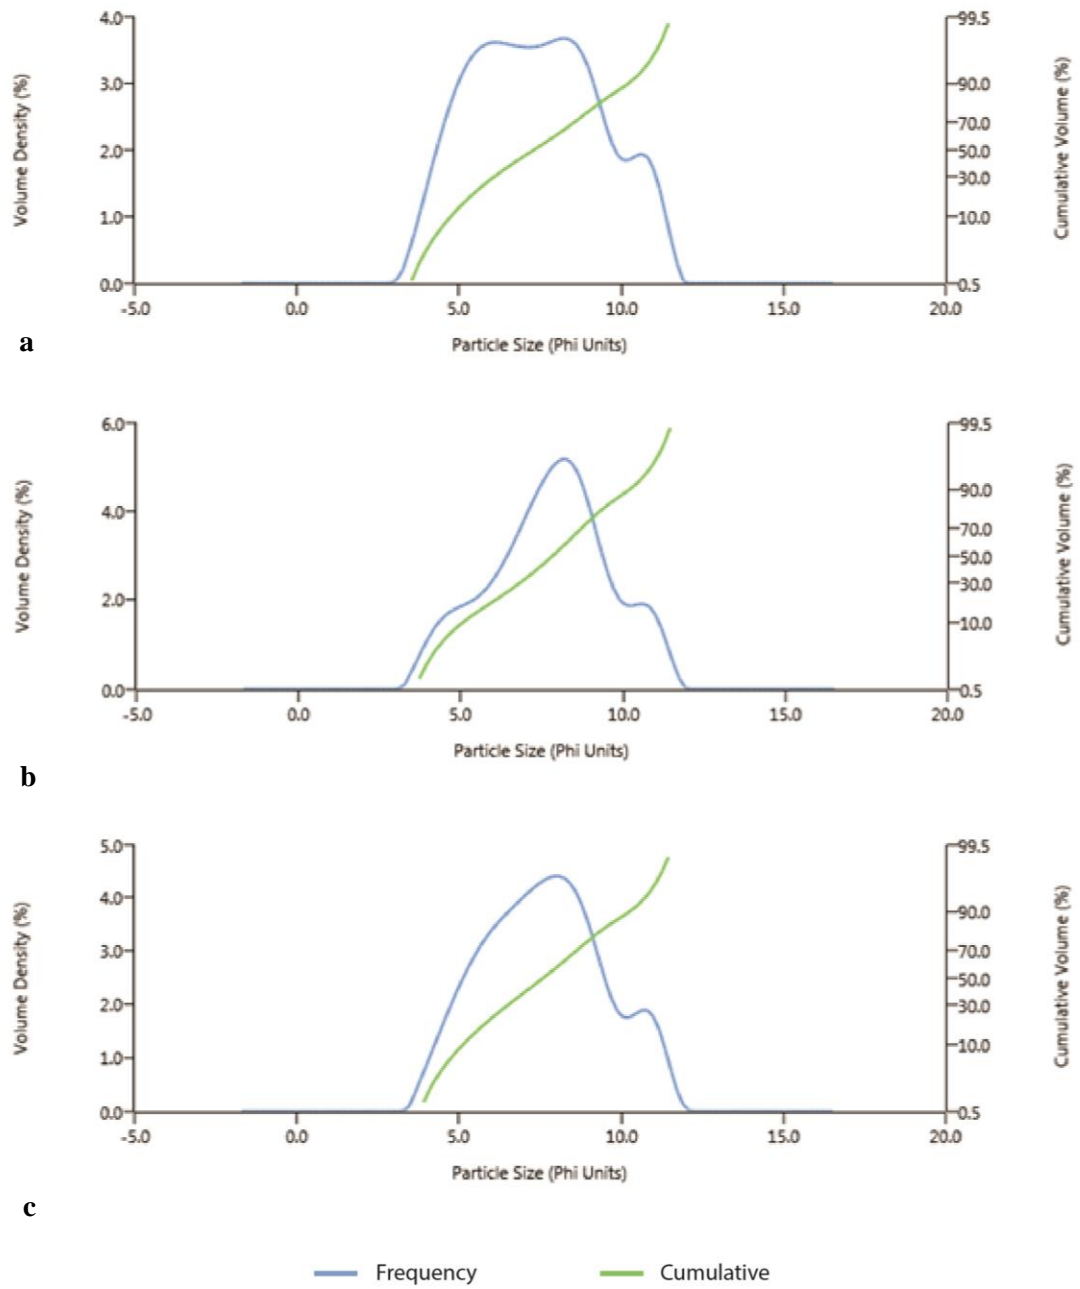 4.0
3.0
2.0
1.0
0.0
Volume Density (%)
99.5
90.0
70.0
50.0
30.0
10.0
0.5
Cumulative Volume (%)
-5.0 0.0 5.0 10.0 15.0 20.0
Particle Size (Phi Units)
a
6.0
4.0
2.0
0.0
Volume Density (%)
99.5
90.0
70.0
50.0
30.0
10.0
0.5
Cumulative Volume (%)
-5.0 0.0 5.0 10.0 15.0 20.0
Particle Size (Phi Units)
b
5.0
4.0
3.0
2.0
1.0
0.0
Volume Density (%)
99.5
90.0
70.0
50.0
30.0
10.0
0.5
Cumulative Volume (%)
-5.0 0.0 5.0 10.0 15.0 20.0
Particle Size (Phi Units)
c
Frequency Cumulative